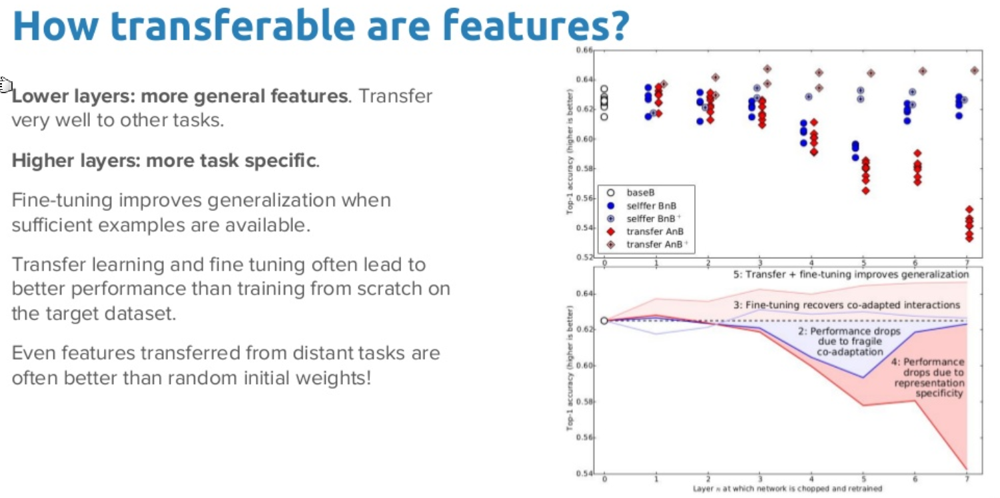 How transferable are features?
Lower layers: more general features. Transfer
very well to other tasks.
Higher layers: more task specific.
Fine-tuning improves generalization when
sufficient examples are available.
Transfer learning and fine tuning often lead to
better performance than training from scratch on
the target dataset.
Even features transferred from distant tasks are
often better than random initial weights!
0.66
0.64
0.62
0.60
0.58
0.56
0.54
0.52
Top-1 accuracy (higher is better)
baseB
selffer BnB
selffer BnB+
transfer AnB
transfer AnB+
0 1 2 3 4 5 6 7
5: Transfer + fine-tuning improves generalization
3: Fine-tuning recovers co-adapted interactions
2: Performance drops
due to fragile
co-adaptation
4: Performance
drops due to
representation
specificity
0.64
0.62
0.60
0.58
0.56
0.54
Top-1 accuracy (higher is better)
0 1 2 3 4 5 6 7
Layer n at which network is chopped and retrained